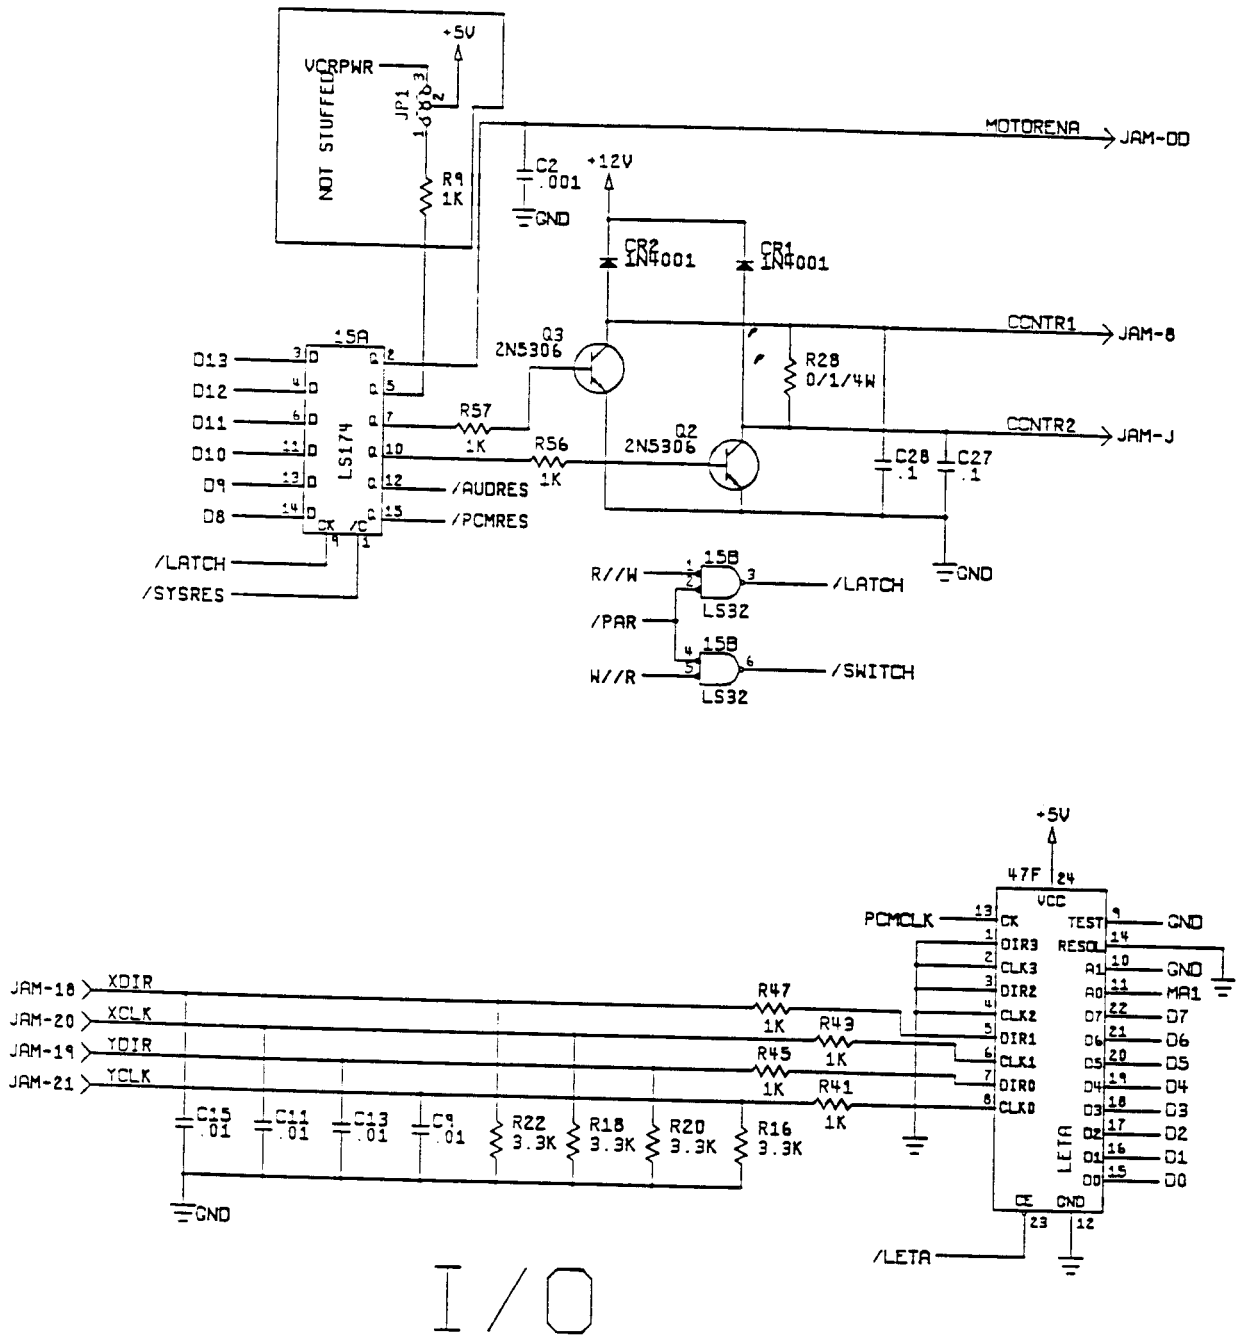 +5V
VCRPWR
3
2
JP1
1
NOT STUFFED
R9
1K
MOTORENA
JAM-DD
C2
.001
GND
+12V
CR2
1N4001
CR1
1N4001
CONTR1
JAM-8
15A
Q3
2N5306
D13 3 D Q 2
D12 4 D Q 5
D11 6 D Q 7
D10 11 D Q 10
D9 13 D Q 12 /AUDRES
D8 14 D Q 15 /PCMRES
LS174
CK /C
9 1
/LATCH
/SYSRES
R57
1K
R56
1K
R28
0/1/4W
Q2
2N5306
CONTR2
JAM-J
C28
.1
C27
.1
GND
15B
R//W 1
2
3 /LATCH
LS32
/PAR
15B
4
W//R 5
6 /SWITCH
LS32
+5V
47F 24
VCC
PCMCLK 13 CK TEST 9 GND
1 DIR3 RESOL 14
2 CLK3 A1 10 GND
3 DIR2 A0 11 MA1
4 CLK2 D7 22 D7
5 DIR1 D6 21 D6
6 CLK1 D5 20 D5
7 DIR0 D4 19 D4
8 CLK0 D3 18 D3
D2 17 D2
D1 16 D1
D0 15 D0
LETA
CE GND
23 12
/LETA
JAM-18 XDIR
JAM-20 XCLK
JAM-19 YDIR
JAM-21 YCLK
R47
1K
R43
1K
R45
1K
R41
1K
C15
.01
C11
.01
C13
.01
C9
.01
R22
3.3K
R18
3.3K
R20
3.3K
R16
3.3K
GND
I/O